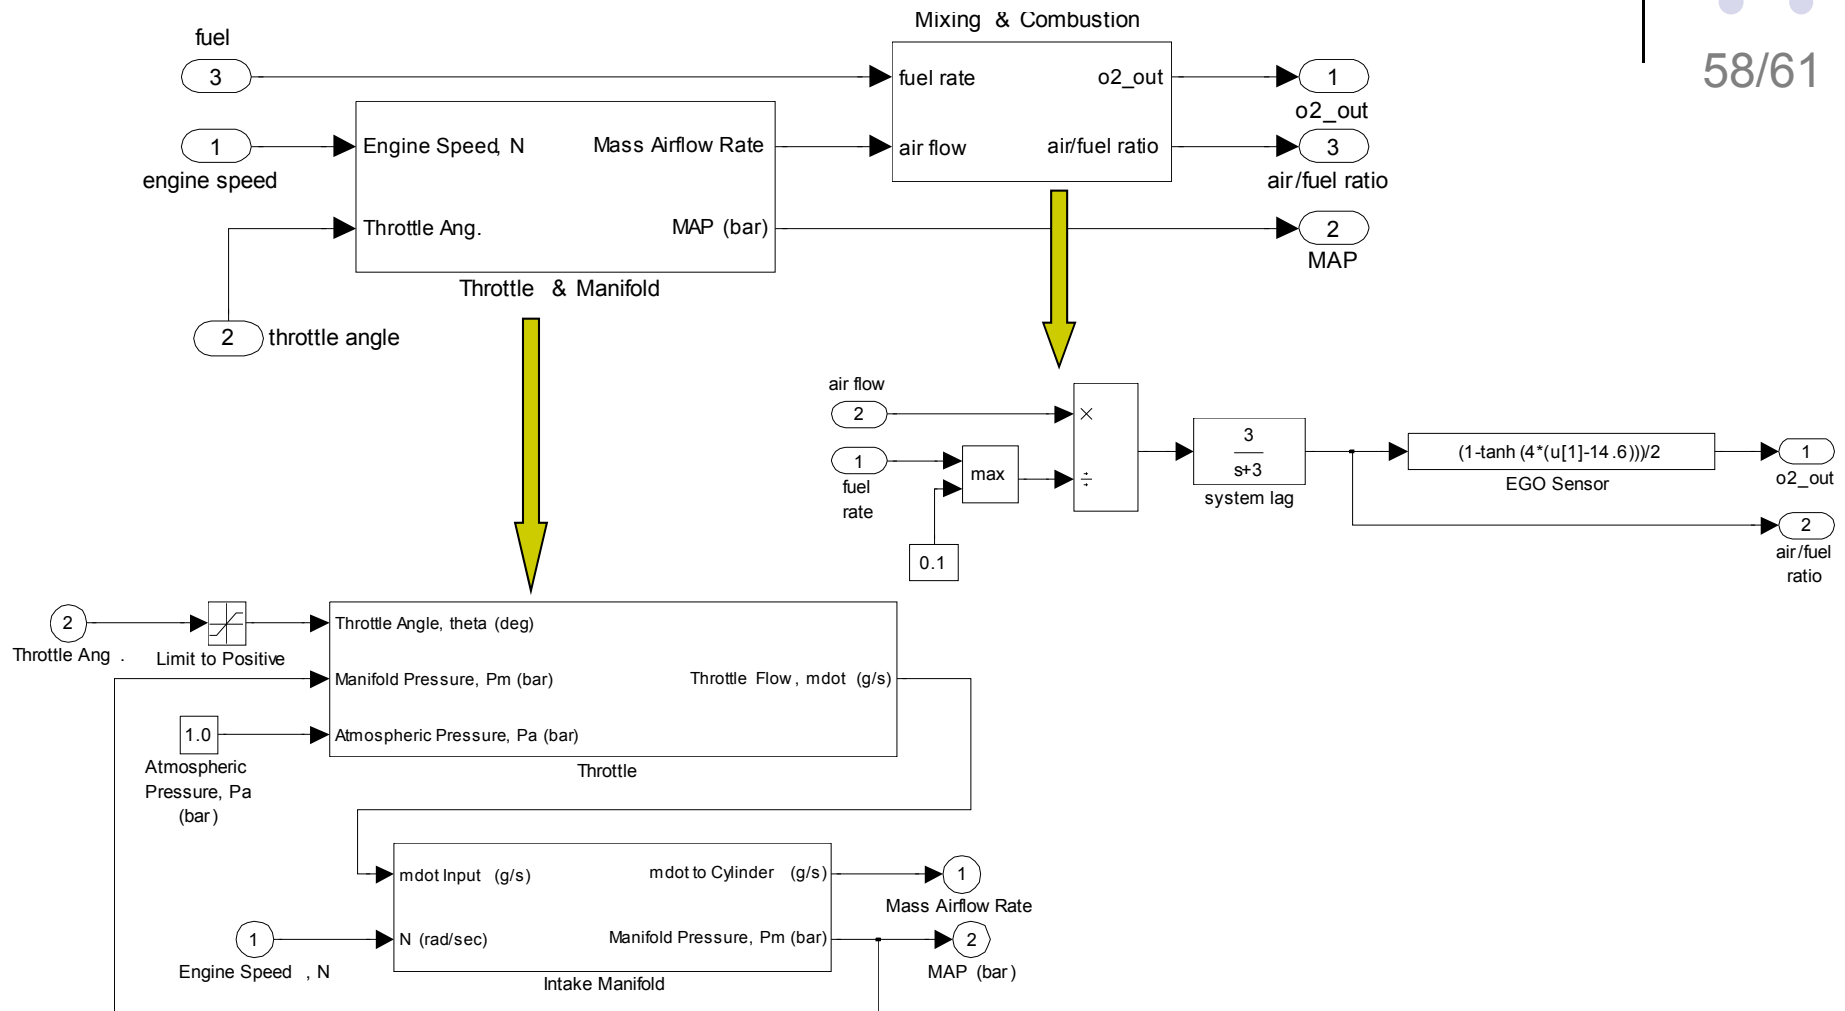 Mixing & Combustion
58/61
fuel
3
fuel rate
o2_out
1
o2_out
1
engine speed
Engine Speed, N
Mass Airflow Rate
air flow
air/fuel ratio
3
air/fuel ratio
Throttle Ang.
MAP (bar)
2
MAP
Throttle & Manifold
2
throttle angle
air flow
2
×
1
fuel
rate
max
÷
0.1
3
s+3
system lag
(1-tanh (4*(u[1]-14.6)))/2
EGO Sensor
1
o2_out
2
air/fuel
ratio
2
Throttle Ang .
Limit to Positive
Throttle Angle, theta (deg)
Manifold Pressure, Pm (bar)
Throttle Flow, mdot (g/s)
1.0
Atmospheric Pressure, Pa (bar)
Atmospheric
Pressure, Pa
(bar)
Throttle
mdot Input (g/s)
mdot to Cylinder (g/s)
1
Mass Airflow Rate
1
Engine Speed , N
N (rad/sec)
Manifold Pressure, Pm (bar)
2
MAP (bar)
Intake Manifold